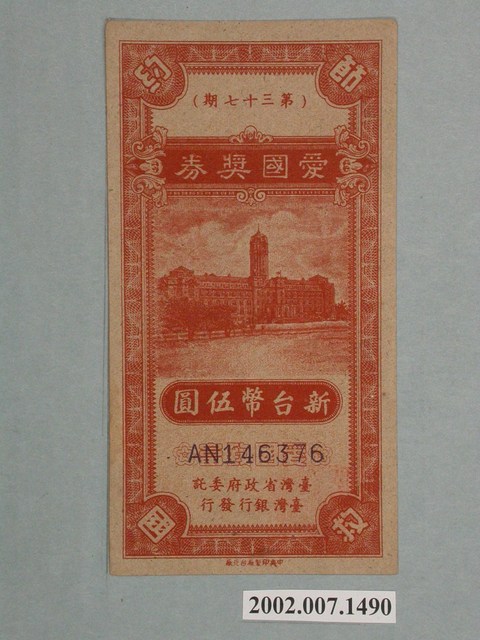 節約救國
（第三十七期）
愛國獎券
新台幣伍圓
AN146376
臺灣省政府委託
臺灣銀行發行
2002.007.1490